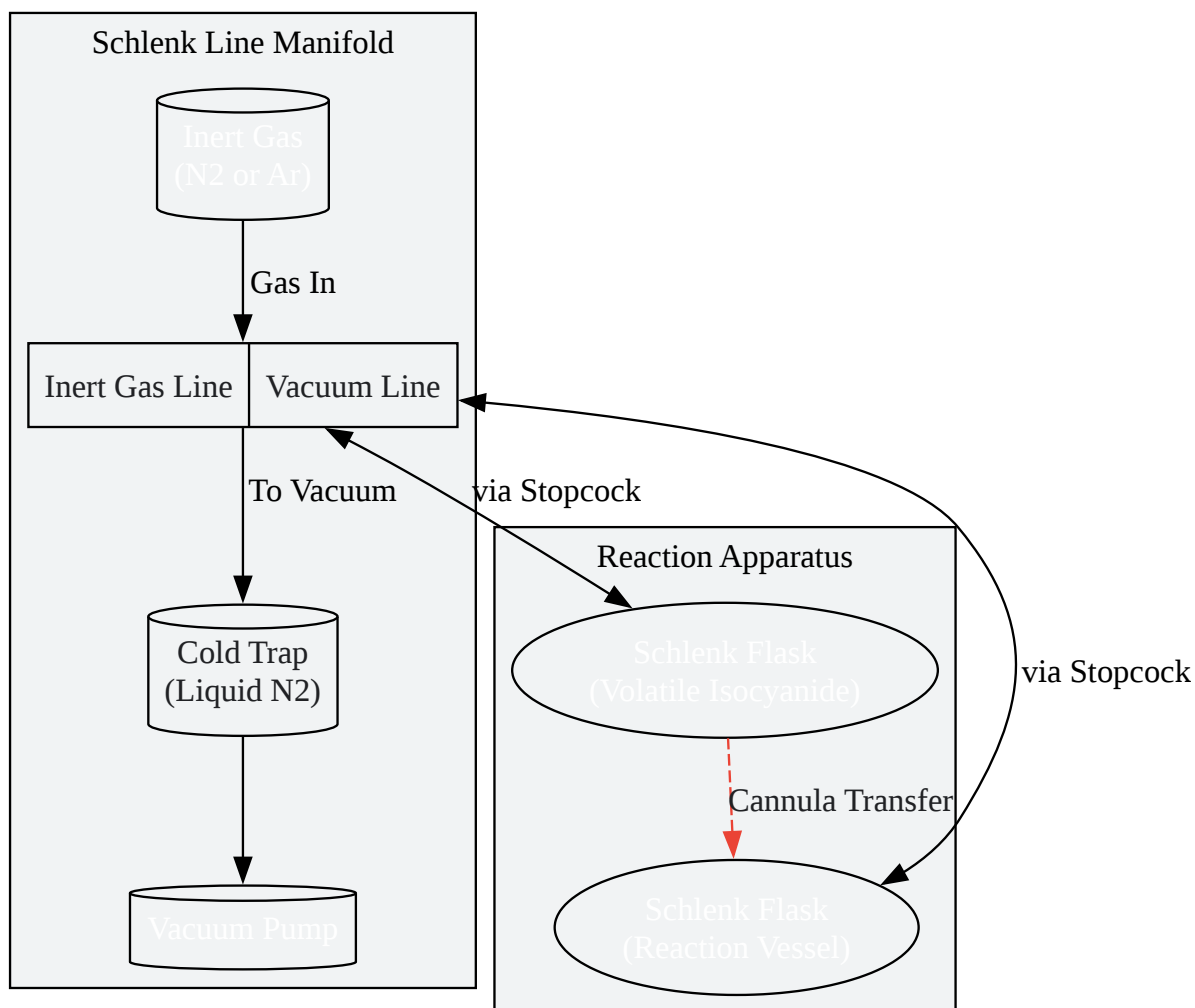 Schlenk Line Manifold
Inert Gas
(N2 or Ar)
Gas In
Inert Gas Line
Vacuum Line
To Vacuum
via Stopcock
Reaction Apparatus
Cold Trap
(Liquid N2)
Schlenk Flask
(Volatile Isocyanide)
via Stopcock
Cannula Transfer
Vacuum Pump
Schlenk Flask
(Reaction Vessel)